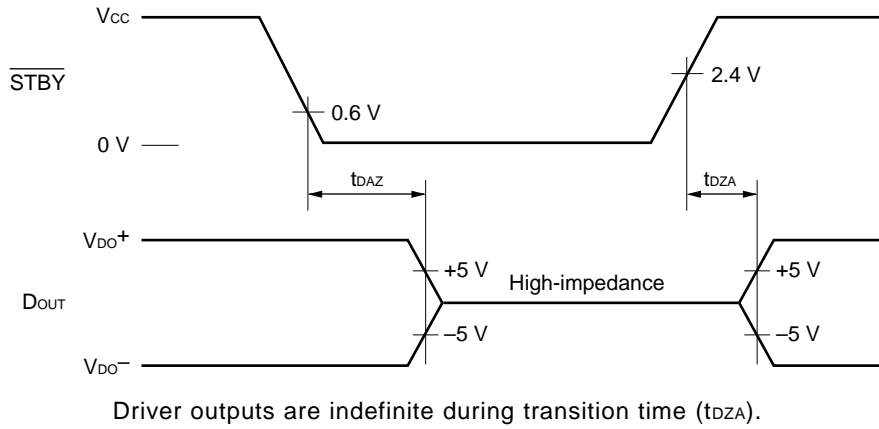 VCC
STBY
0.6 V
2.4 V
0 V
tDAZ
tDZA
VDO+
+5 V
High-impedance
+5 V
DOUT
–5 V
–5 V
VDO–
Driver outputs are indefinite during transition time (tDZA).